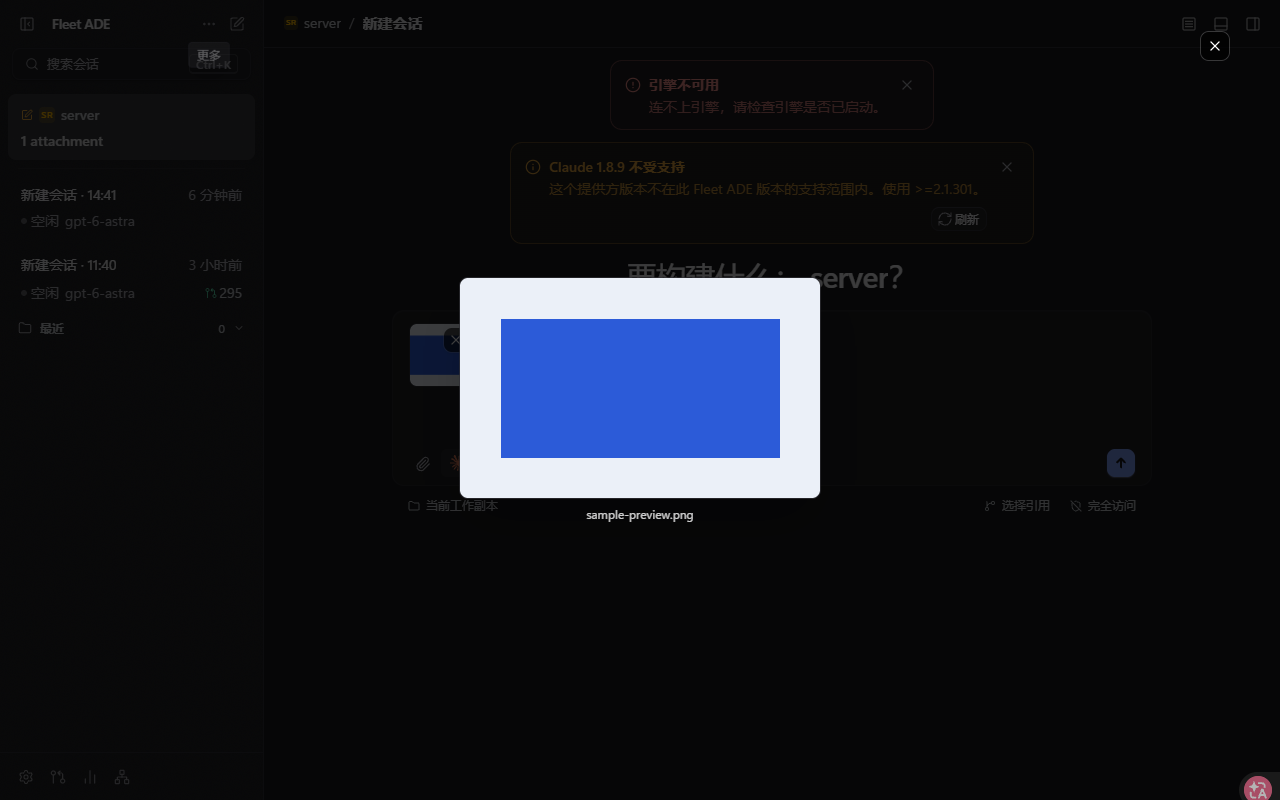 Fleet ADE
更多
搜索会话
Ctrl+K
SR server
1 attachment
新建会话 · 14:41
6 分钟前
空闲 gpt-6-astra
新建会话 · 11:40
3 小时前
空闲 gpt-6-astra
295
最近
0
SR server / 新建会话
引擎不可用
连不上引擎，请检查引擎是否已启动。
Claude 1.8.9 不受支持
这个提供方版本不在此 Fleet ADE 版本的支持范围内。使用 >=2.1.301。
刷新
server？
sample-preview.png
当前工作副本
选择引用
完全访问